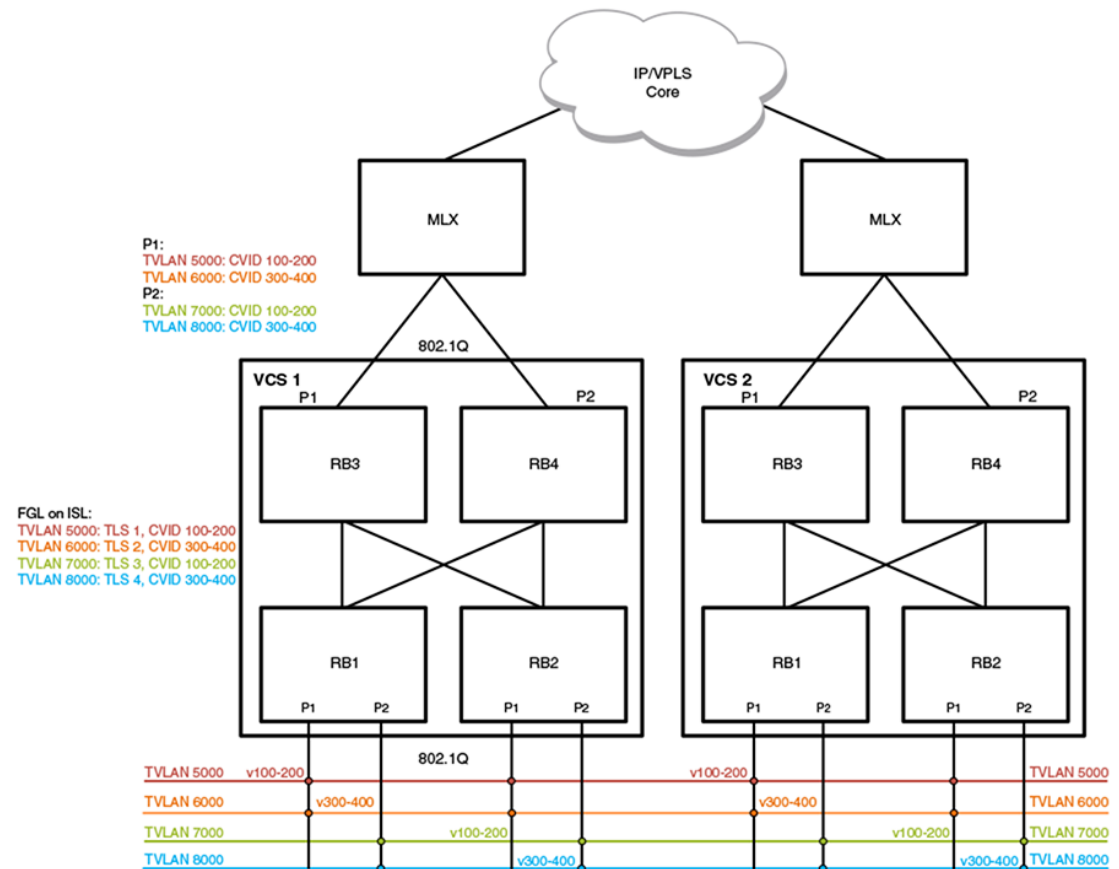 IP/VPLS
Core
MLX
MLX
P1:
TVLAN 5000: CVID 100-200
TVLAN 6000: CVID 300-400
P2:
TVLAN 7000: CVID 100-200
TVLAN 8000: CVID 300-400
802.1Q
VCS 1
P1
P2
VCS 2
P1
P2
RB3
RB4
RB3
RB4
FGL on ISL:
TVLAN 5000: TLS 1, CVID 100-200
TVLAN 6000: TLS 2, CVID 300-400
TVLAN 7000: TLS 3, CVID 100-200
TVLAN 8000: TLS 4, CVID 300-400
RB1
RB2
RB1
RB2
P1
P2
P1
P2
P1
P2
P1
P2
802.1Q
TVLAN 5000
v100-200
v100-200
TVLAN 5000
TVLAN 6000
v300-400
v300-400
TVLAN 6000
TVLAN 7000
v100-200
v100-200
TVLAN 7000
TVLAN 8000
v300-400
v300-400
TVLAN 8000